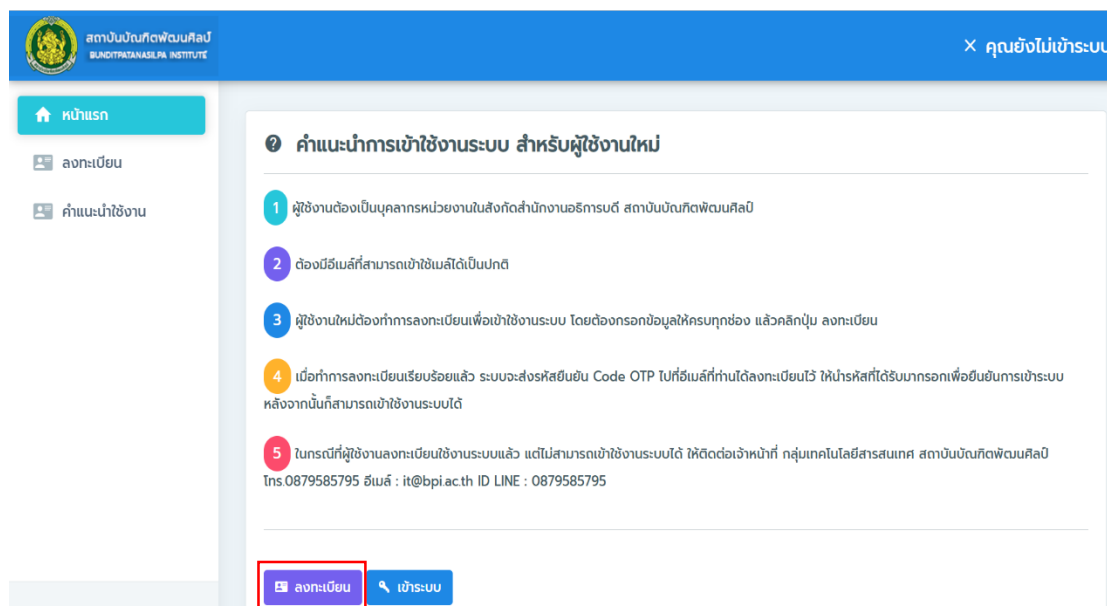 สถาบันบัณฑิตพัฒนศิลป์
BUNDITPATANASILPA INSTITUTE
× คุณยังไม่เข้าระบบ
หน้าแรก
ลงทะเบียน
คำแนะนำใช้งาน
คำแนะนำการเข้าใช้งานระบบ สำหรับผู้ใช้งานใหม่
1 ผู้ใช้งานต้องเป็นบุคลากรหน่วยงานในสังกัดสำนักงานอธิการบดี สถาบันบัณฑิตพัฒนศิลป์
2 ต้องมีอีเมล์ที่สามารถเข้าใช้เมล์ได้เป็นปกติ
3 ผู้ใช้งานใหม่ต้องทำการลงทะเบียนเพื่อเข้าใช้งานระบบ โดยต้องกรอกข้อมูลให้ครบทุกช่อง แล้วคลิกปุ่ม ลงทะเบียน
4 เมื่อทำการลงทะเบียนเรียบร้อยแล้ว ระบบจะส่งรหัสยืนยัน Code OTP ไปที่อีเมล์ที่ท่านได้ลงทะเบียนไว้ ให้นำรหัสที่ได้รับมากรอกเพื่อยืนยันการเข้าระบบ
หลังจากนั้นก็สามารถเข้าใช้งานระบบได้
5 ในกรณีที่ผู้ใช้งานลงทะเบียนใช้งานระบบแล้ว แต่ไม่สามารถเข้าใช้งานระบบได้ ให้ติดต่อเจ้าหน้าที่ กลุ่มเทคโนโลยีสารสนเทศ สถาบันบัณฑิตพัฒนศิลป์
โทร.0879585795 อีเมล์ : it@bpi.ac.th ID LINE : 0879585795
ลงทะเบียน
เข้าระบบ